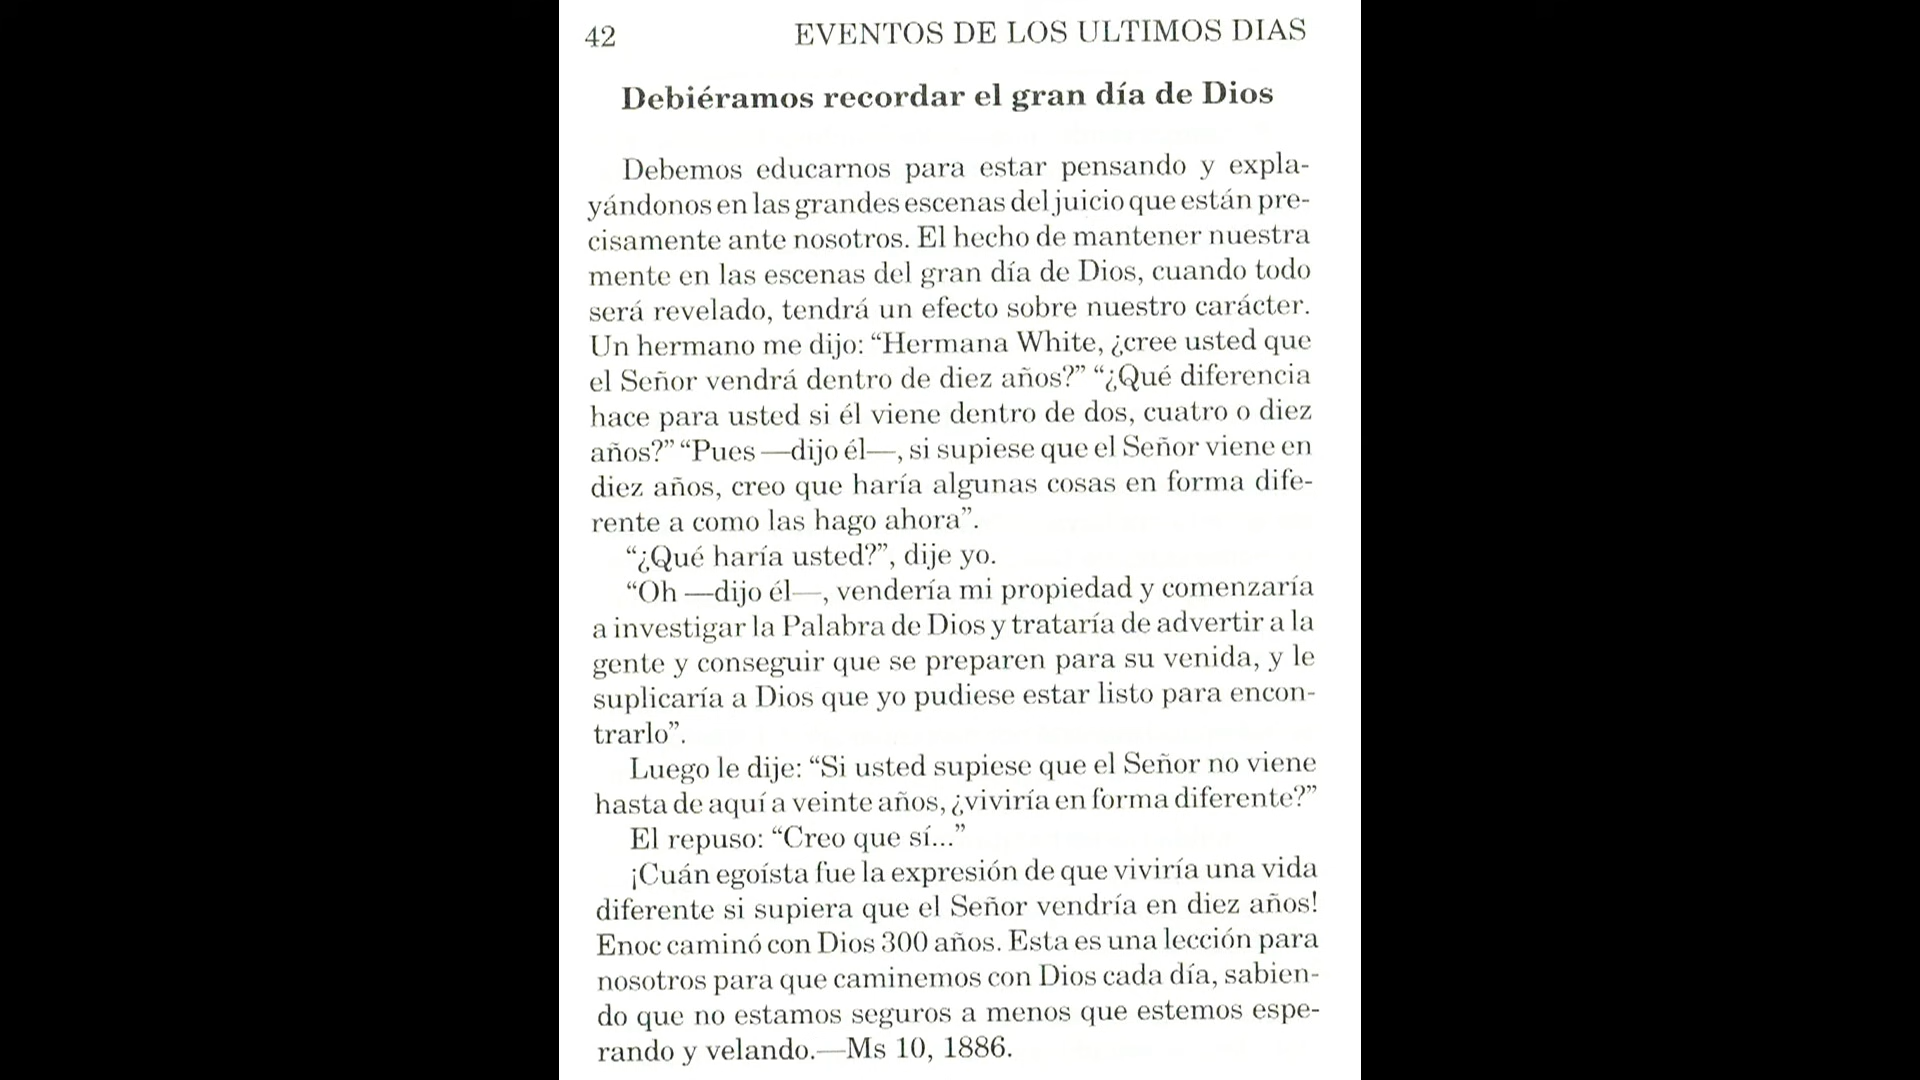 42 EVENTOS DE LOS ULTIMOS DIAS
Debiéramos recordar el gran día de Dios
Debemos educarnos para estar pensando y expla-
yándonos en las grandes escenas del juicio que están pre-
cisamente ante nosotros. El hecho de mantener nuestra
mente en las escenas del gran día de Dios, cuando todo
será revelado, tendrá un efecto sobre nuestro carácter.
Un hermano me dijo: “Hermana White, ¿cree usted que
el Señor vendrá dentro de diez años?” “¿Qué diferencia
hace para usted si él viene dentro de dos, cuatro o diez
años?” “Pues —dijo él—, si supiese que el Señor viene en
diez años, creo que haría algunas cosas en forma dife-
rente a como las hago ahora”.
“¿Qué haría usted?”, dije yo.
“Oh —dijo él—, vendería mi propiedad y comenzaría
a investigar la Palabra de Dios y trataría de advertir a la
gente y conseguir que se preparen para su venida, y le
suplicaría a Dios que yo pudiese estar listo para encon-
trarlo”.
Luego le dije: “Si usted supiese que el Señor no viene
hasta de aquí a veinte años, ¿viviría en forma diferente?”
El repuso: “Creo que sí...”
¡Cuán egoísta fue la expresión de que viviría una vida
diferente si supiera que el Señor vendría en diez años!
Enoc caminó con Dios 300 años. Esta es una lección para
nosotros para que caminemos con Dios cada día, sabien-
do que no estamos seguros a menos que estemos espe-
rando y velando.—Ms 10, 1886.